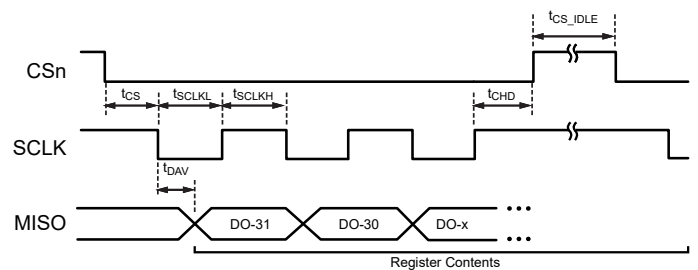 tCS_IDLE
CSn
tCS tSCLKL tSCLKH tCHD
SCLK
tDAV
MISO DO-31 DO-30 DO-x
Register Contents